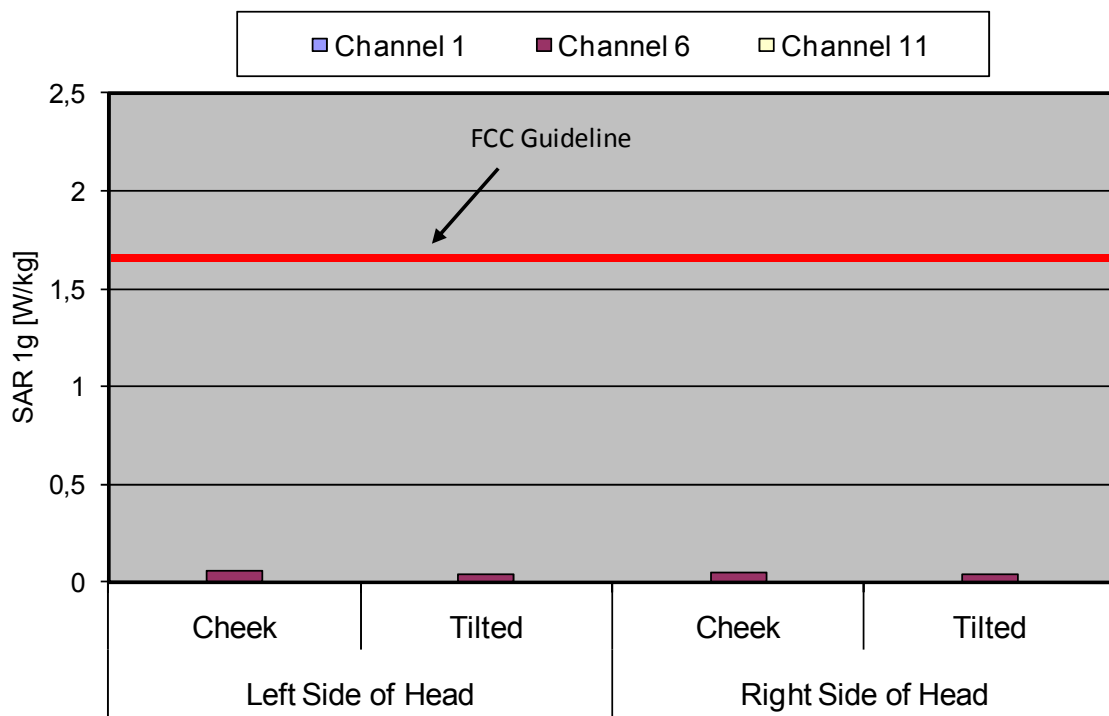 Channel 1 Channel 6 Channel 11
2,5
FCC Guideline
2
1,5
1
0,5
0
SAR 1g [W/kg]
Cheek Tilted Cheek Tilted
Left Side of Head Right Side of Head